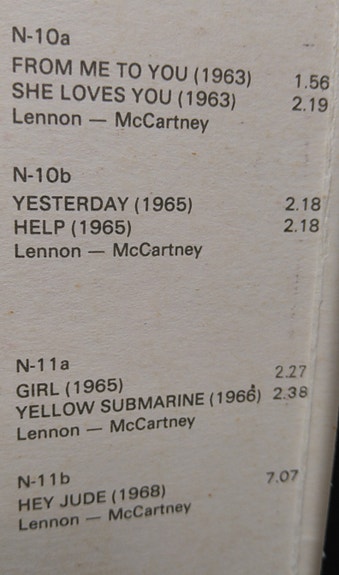 N-10a
FROM ME TO YOU (1963) 1.56
SHE LOVES YOU (1963) 2.19
Lennon — McCartney
N-10b
YESTERDAY (1965) 2.18
HELP (1965) 2.18
Lennon — McCartney
N-11a
GIRL (1965) 2.27
YELLOW SUBMARINE (1966) 2.38
Lennon — McCartney
N-11b
HEY JUDE (1968) 7.07
Lennon — McCartney